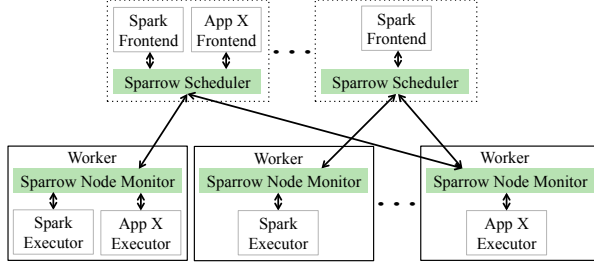 Spark
Frontend
App X
Frontend
Sparrow Scheduler
Spark
Frontend
Sparrow Scheduler
Worker
Sparrow Node Monitor
Spark
Executor
App X
Executor
Worker
Sparrow Node Monitor
Spark
Executor
Worker
Sparrow Node Monitor
App X
Executor